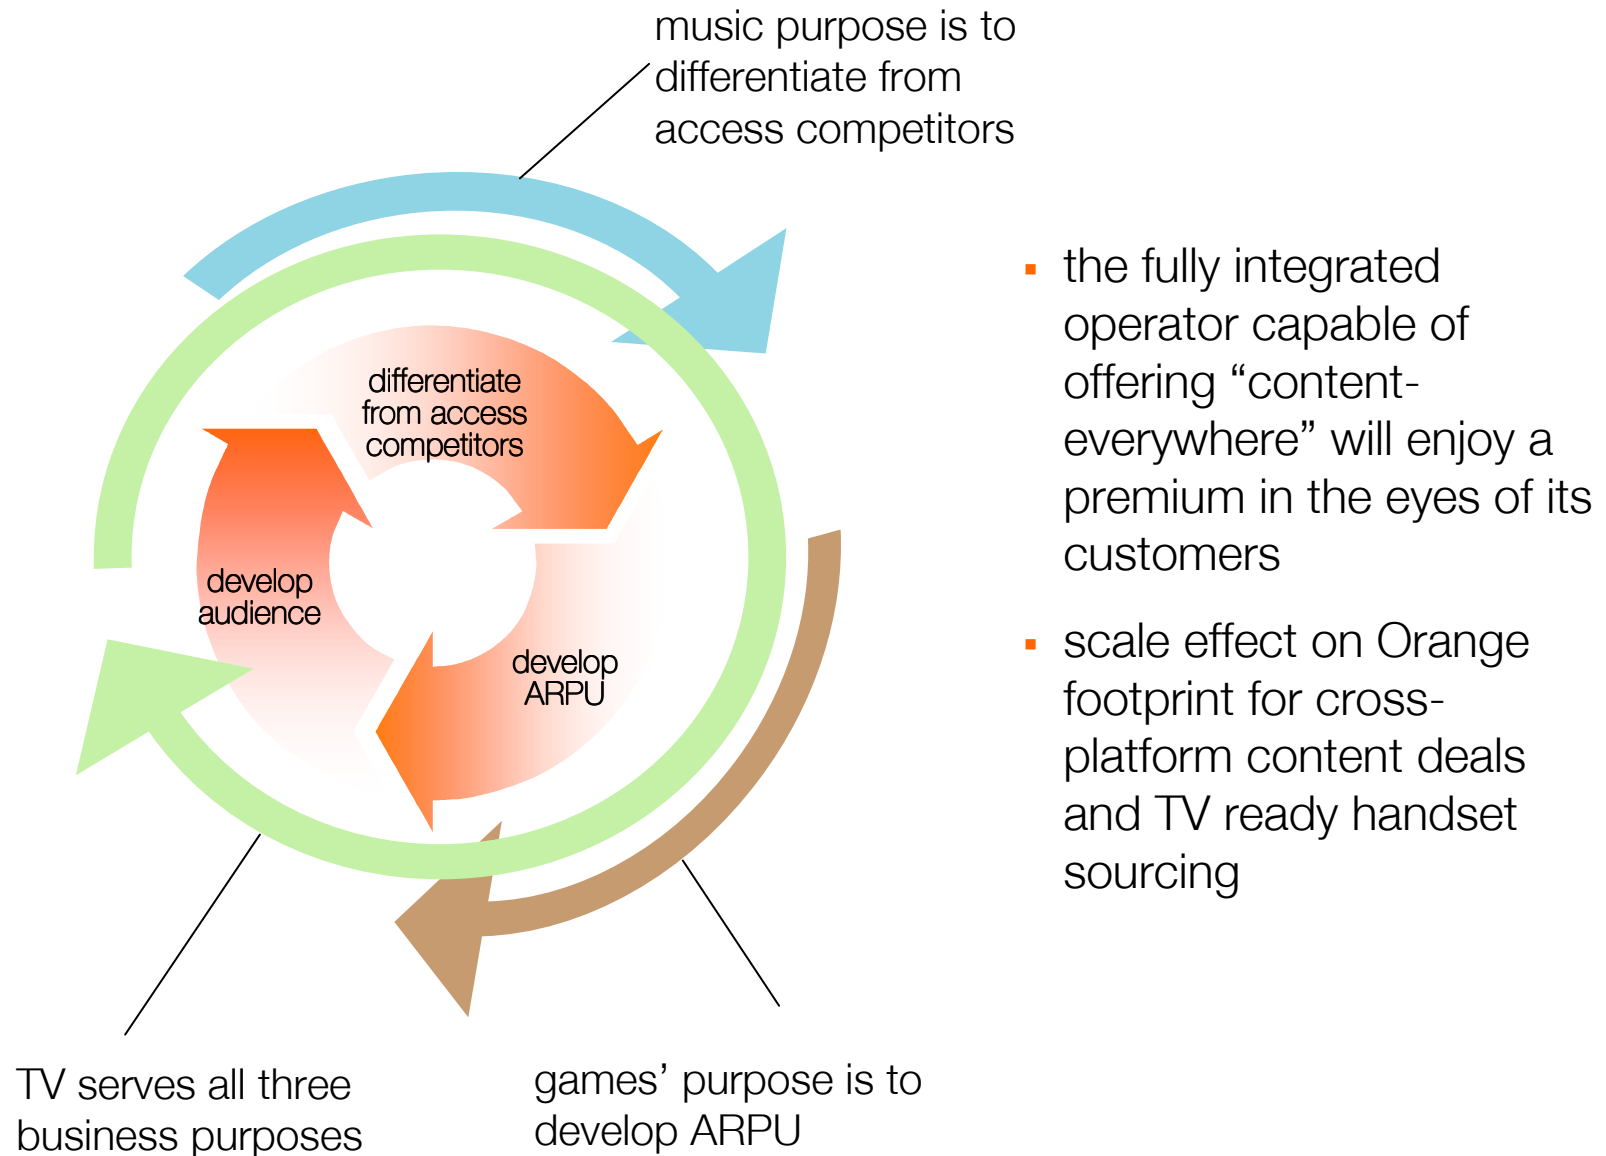 music purpose is to
differentiate from
access competitors
differentiate
from access
competitors
develop
audience
develop
ARPU
TV serves all three
business purposes
games’ purpose is to
develop ARPU
▪ the fully integrated
operator capable of
offering “content-
everywhere” will enjoy a
premium in the eyes of its
customers
▪ scale effect on Orange
footprint for cross-
platform content deals
and TV ready handset
sourcing